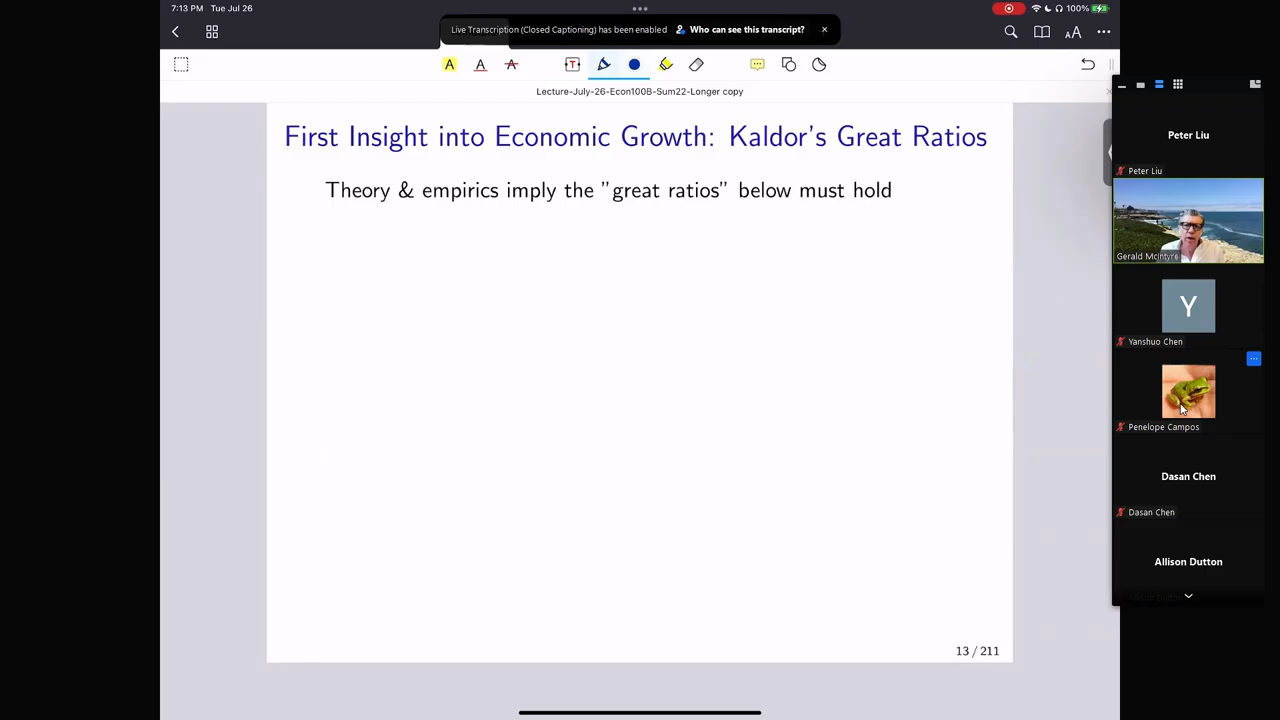 7:13 PM Tue Jul 26
100%
Live Transcription (Closed Captioning) has been enabled Who can see this transcript?
A A A T AA
Lecture-July-26-Econ100B-Sum22-Longer copy
First Insight into Economic Growth: Kaldor's Great Ratios
Theory & empirics imply the "great ratios" below must hold
13 / 211
Peter Liu
Peter Liu
Gerald McIntyre
Y
Yanshuo Chen
Penelope Campos
Dasan Chen
Dasan Chen
Allison Dutton
Allison Dutton